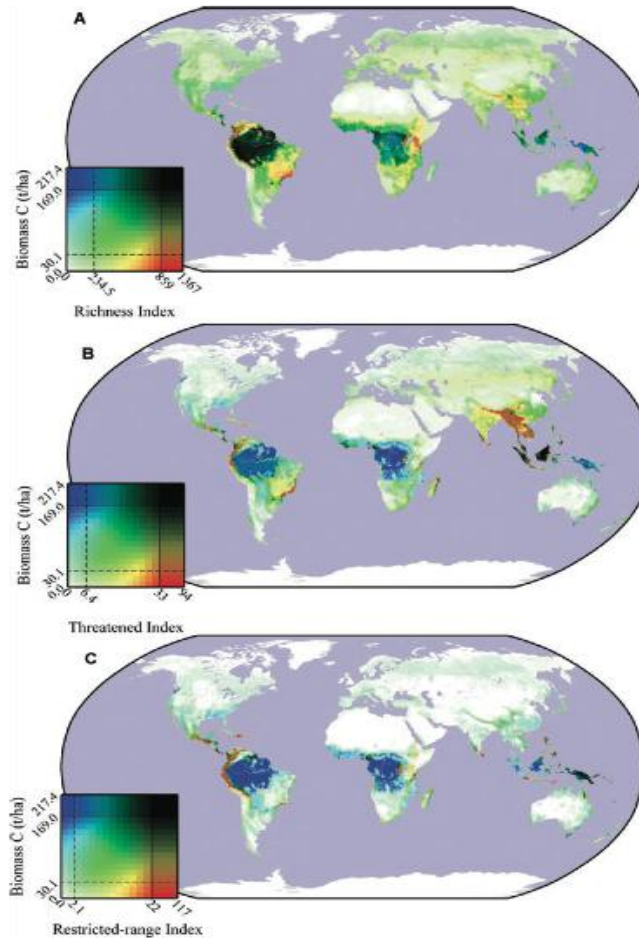 A
Biomass C (t/ha)
217.4
169.0
30.1
0.0
0.0
234.5
859
1367
Richness Index
B
Biomass C (t/ha)
217.4
169.0
30.1
0.0
0.0
6.4
33
94
Threatened Index
C
Biomass C (t/ha)
217.4
169.0
30.1
0.0
2.1
22
117
Restricted-range Index